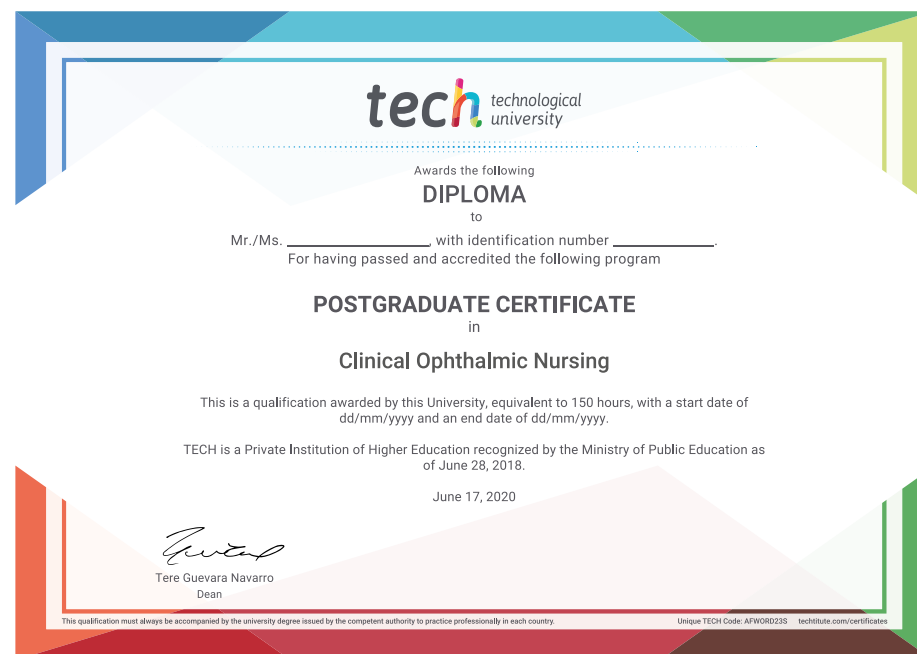 tech technological
university
Awards the following
DIPLOMA
to
Mr./Ms. ____________________, with identification number ______________.
For having passed and accredited the following program
POSTGRADUATE CERTIFICATE
in
Clinical Ophthalmic Nursing
This is a qualification awarded by this University, equivalent to 150 hours, with a start date of
dd/mm/yyyy and an end date of dd/mm/yyyy.
TECH is a Private Institution of Higher Education recognized by the Ministry of Public Education as
of June 28, 2018.
June 17, 2020
Tere Guevara Navarro
Dean
This qualification must always be accompanied by the university degree issued by the competent authority to practice professionally in each country.
Unique TECH Code: AFWORD23S techtitute.com/certificates